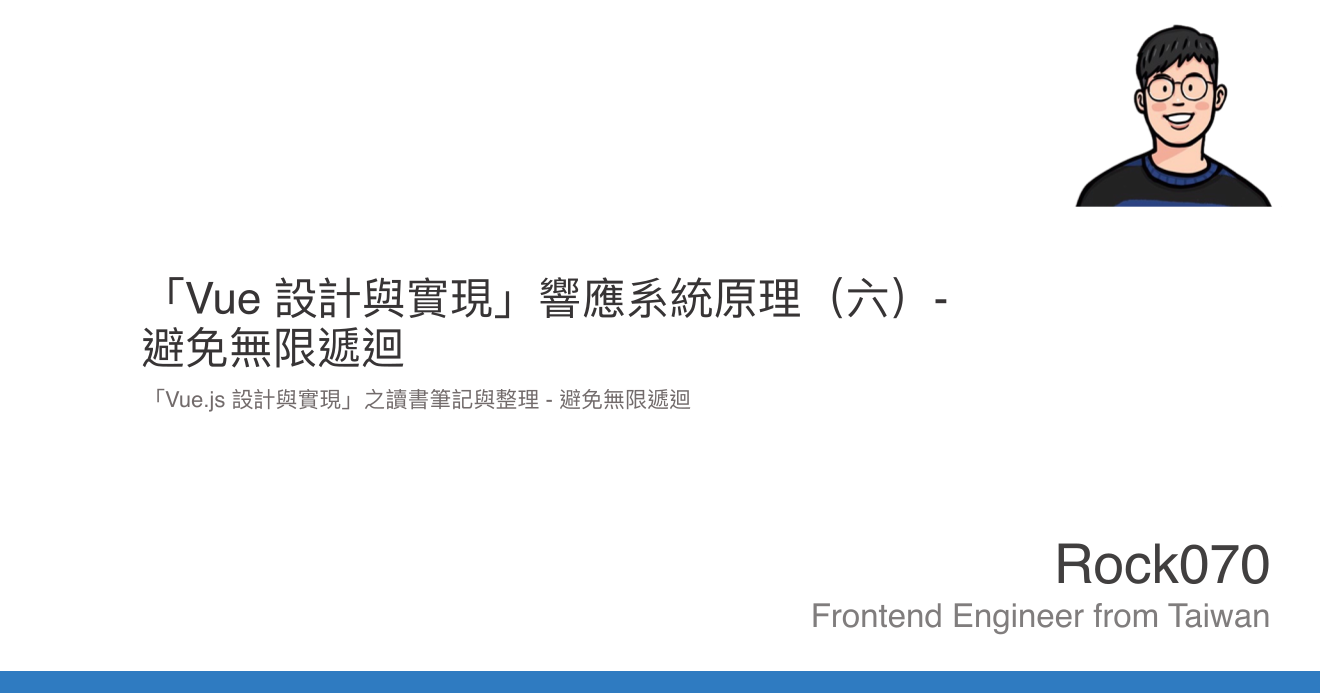 「Vue 設計與實現」響應系統原理（六）-
避免無限遞迴
「Vue.js 設計與實現」之讀書筆記與整理 - 避免無限遞迴
Rock070
Frontend Engineer from Taiwan